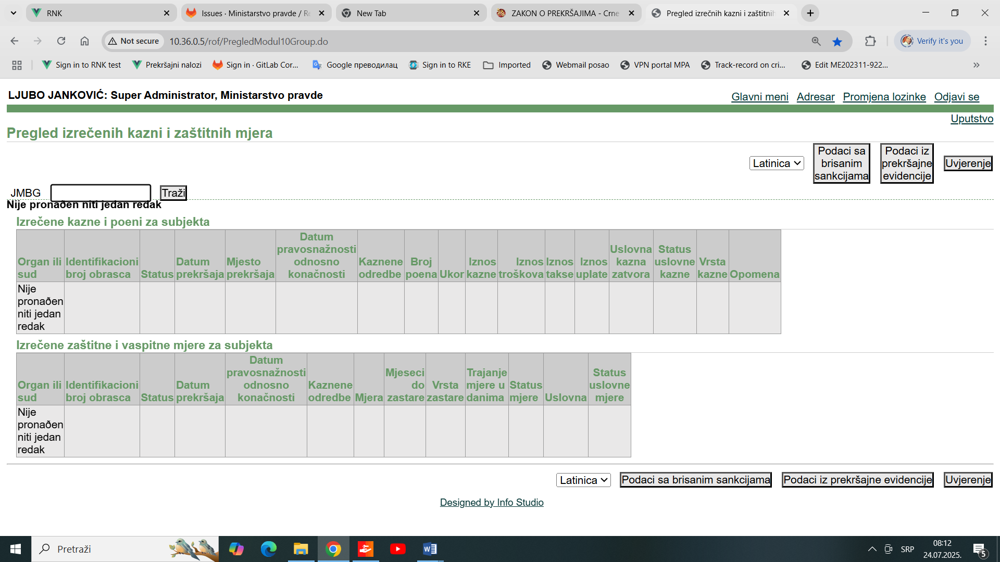 RNK
Issues · Ministarstvo pravde / Re
New Tab
ZAKON O PREKRŠAJIMA - Crne
Pregled izrečnih kazni i zaštitnih
Not secure
10.36.0.5/rof/PregledModul10Group.do
Verify it's you
Sign in to RNK test
Prekršajni nalozi
Sign in · GitLab Cor...
Google преводилац
Sign in to RKE
Imported
Webmail posao
VPN portal MPA
Track-record on cri...
Edit ME202311-922...
LJUBO JANKOVIĆ: Super Administrator, Ministarstvo pravde
Glavni meni Adresar Promjena lozinke Odjavi se
Uputstvo
Pregled izrečenih kazni i zaštitnih mjera
Latinica
Podaci sa
brisanim
sankcijama
Podaci iz
prekršajne
evidencije
Uvjerenje
JMBG
Traži
Nije pronaðen niti jedan redak
Izrečene kazne i poeni za subjekta
Organ ili
sud
Identifikacioni
broj obrasca
Status
Datum
prekršaja
Mjesto
prekršaja
Datum
pravosnažnosti
odnosno
konačnosti
Kaznene
odredbe
Broj
poena
Ukor
Iznos
kazne
Iznos
troškova
Iznos
takse
Iznos
uplate
Uslovna
kazna
zatvora
Status
uslovne
kazne
Vrsta
kazne
Opomena
Nije
pronaðen
niti jedan
redak
Izrečene zaštitne i vaspitne mjere za subjekta
Organ ili
sud
Identifikacioni
broj obrasca
Status
Datum
prekršaja
Datum
pravosnažnosti
odnosno
konačnosti
Kaznene
odredbe
Mjera
Mjeseci
do
zastare
Vrsta
zastare
Trajanje
mjere u
danima
Status
mjere
Uslovna
Status
uslovne
mjere
Nije
pronaðen
niti jedan
redak
Latinica
Podaci sa brisanim sankcijama
Podaci iz prekršajne evidencije
Uvjerenje
Designed by Info Studio
Pretraži
SRP
08:12
24.07.2025.
5